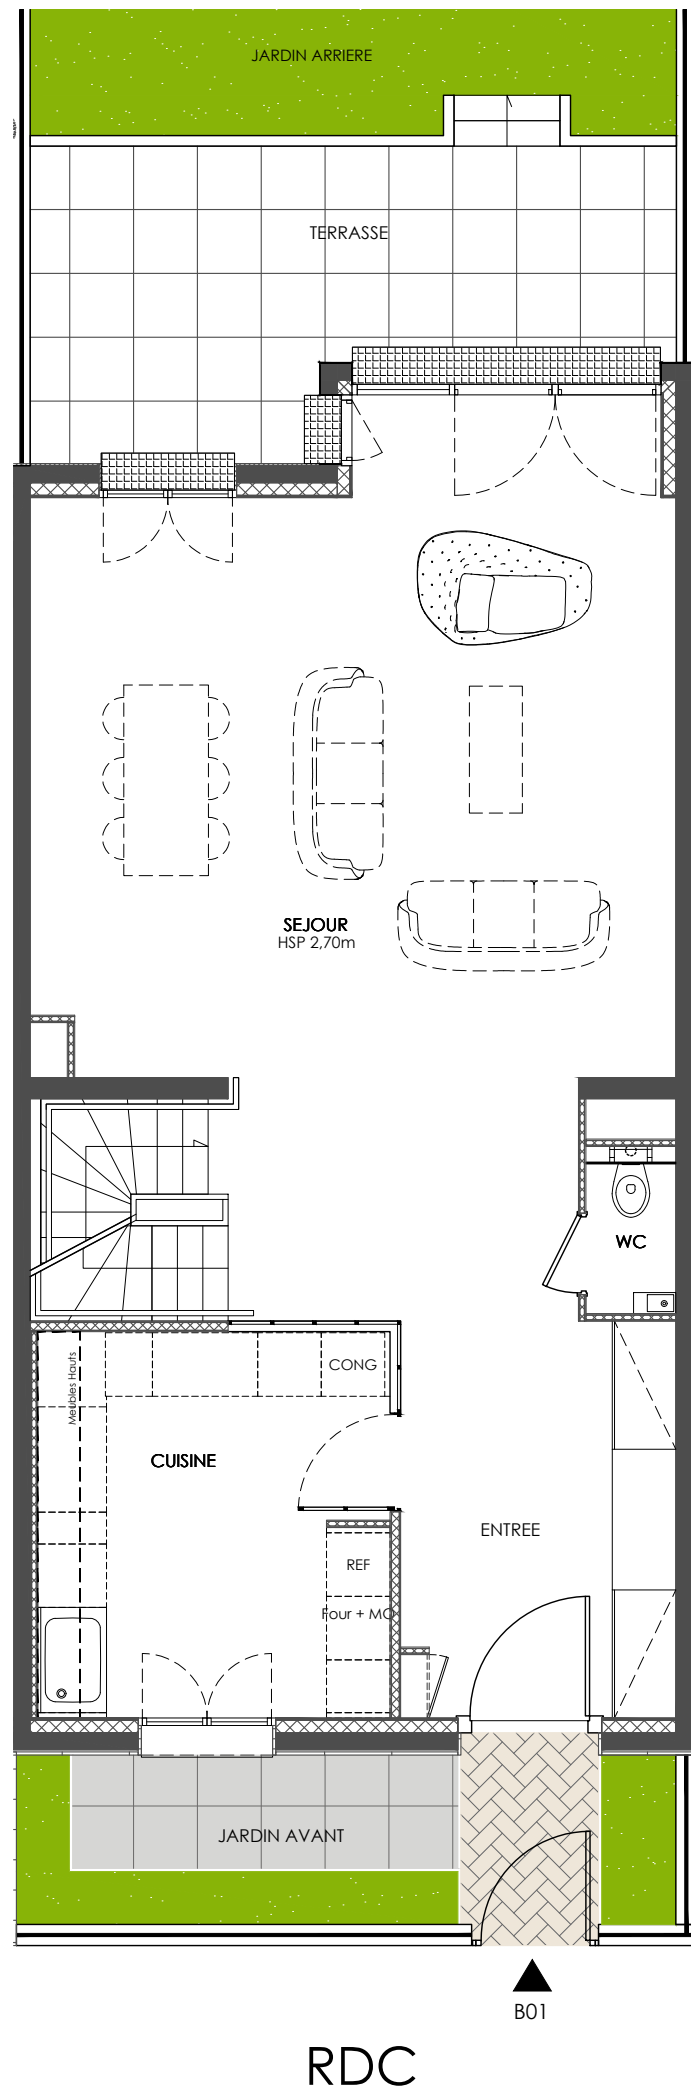 JARDIN ARRIERE
TERRASSE
SEJOUR
HSP 2,70m
WC
Meubles Hauts
CONG
CUISINE
ENTREE
REF
Four + MO
JARDIN AVANT
B01
RDC